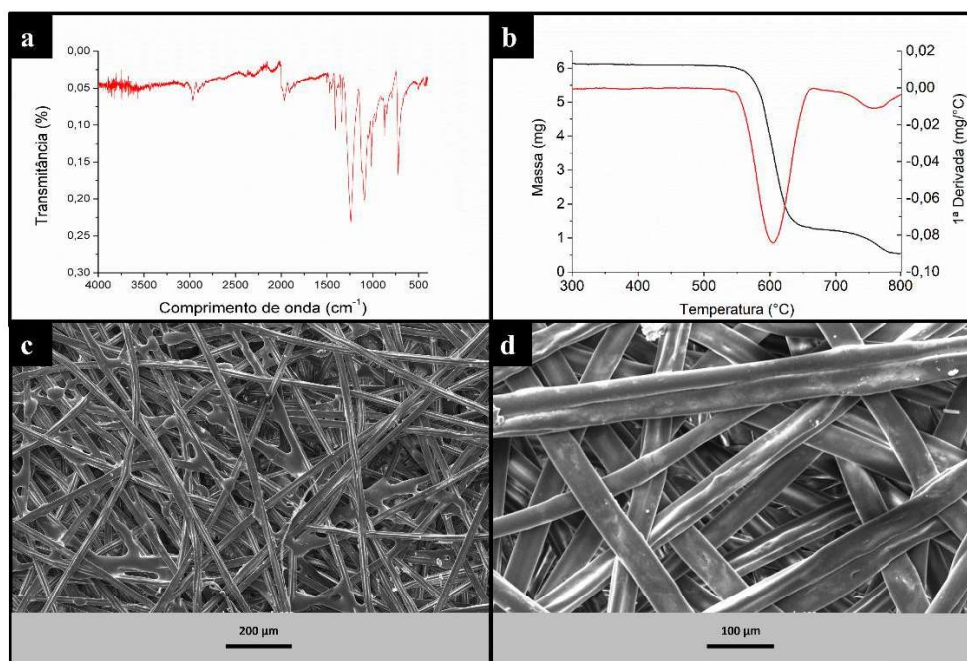 a
0,00
0,05
0,10
0,15
0,20
0,25
0,30
Transmitância (%)
4000 3500 3000 2500 2000 1500 1000 500
Comprimento de onda (cm⁻¹)
b
6
5
4
3
2
1
0
Massa (mg)
0,02
0,00
-0,02
-0,04
-0,06
-0,08
-0,10
1ª Derivada (mg/°C)
300 400 500 600 700 800
Temperatura (°C)
c
200 µm
d
100 µm